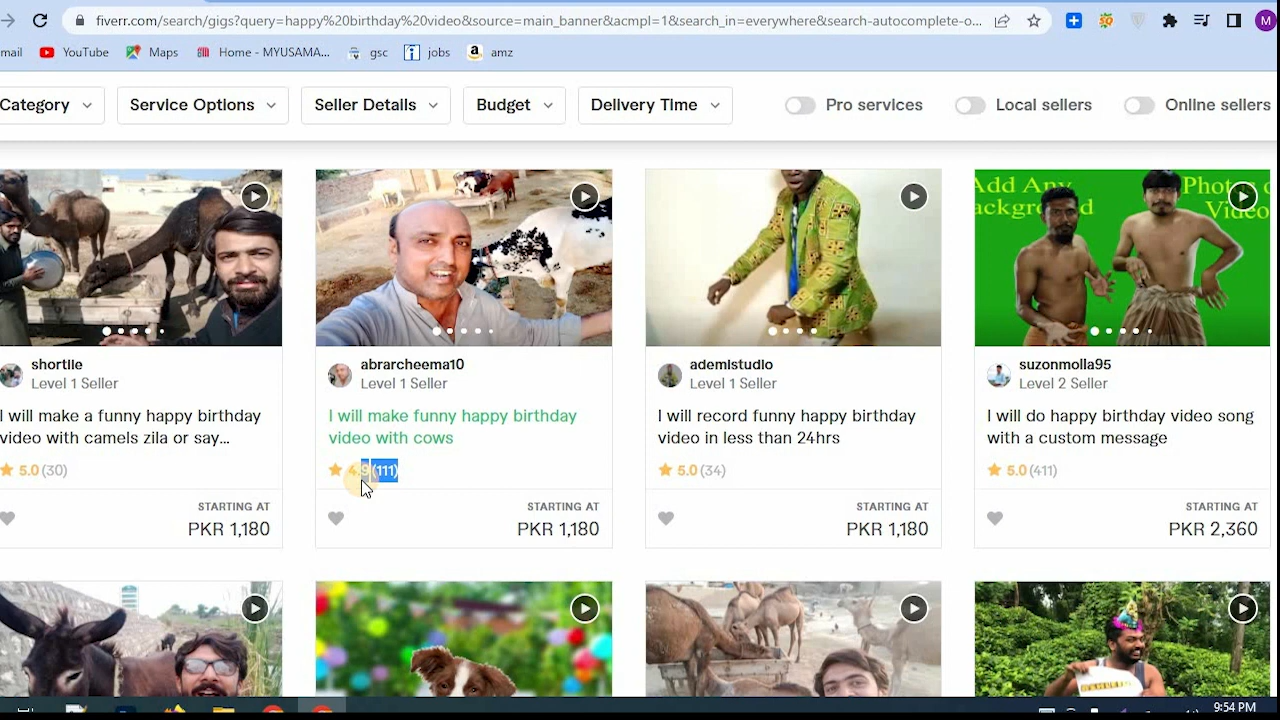 fiverr.com/search/gigs?query=happy%20birthday%20video&source=main_banner&acmpl=1&search_in=everywhere&search-autocomplete-o...
M
mail YouTube Maps Home - MYUSAMA... gsc jobs amz
Category Service Options Seller Details Budget Delivery Time Pro services Local sellers Online sellers
Add Any
Background
Photos or
Video
shortlie
Level 1 Seller
I will make a funny happy birthday
video with camels zila or say...
5.0 (30)
STARTING AT
PKR 1,180
abrarcheema10
Level 1 Seller
I will make funny happy birthday
video with cows
4.9 (111)
STARTING AT
PKR 1,180
ademistudio
Level 1 Seller
I will record funny happy birthday
video in less than 24hrs
5.0 (34)
STARTING AT
PKR 1,180
suzonmolla95
Level 2 Seller
I will do happy birthday video song
with a custom message
5.0 (411)
STARTING AT
PKR 2,360
9:54 PM